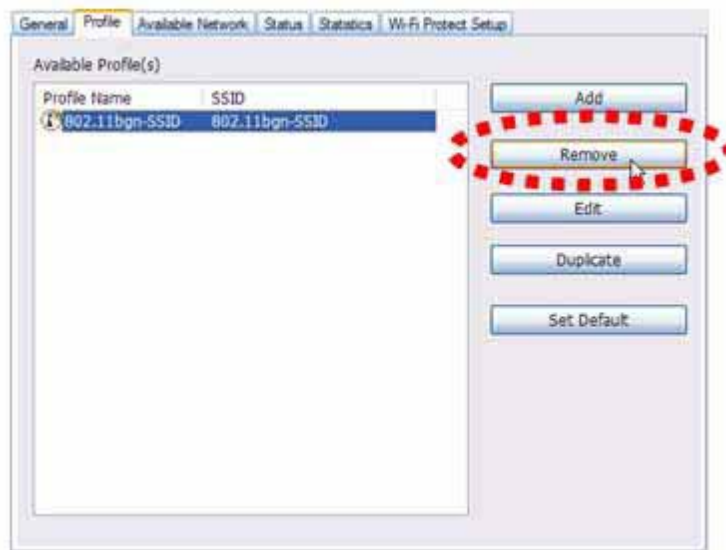 General Profile Available Network Status Statistics Wi-Fi Protect Setup
Available Profile(s)
Profile Name SSID
802.11bgn-SSID 802.11bgn-SSID
Add
Remove
Edit
Duplicate
Set Default